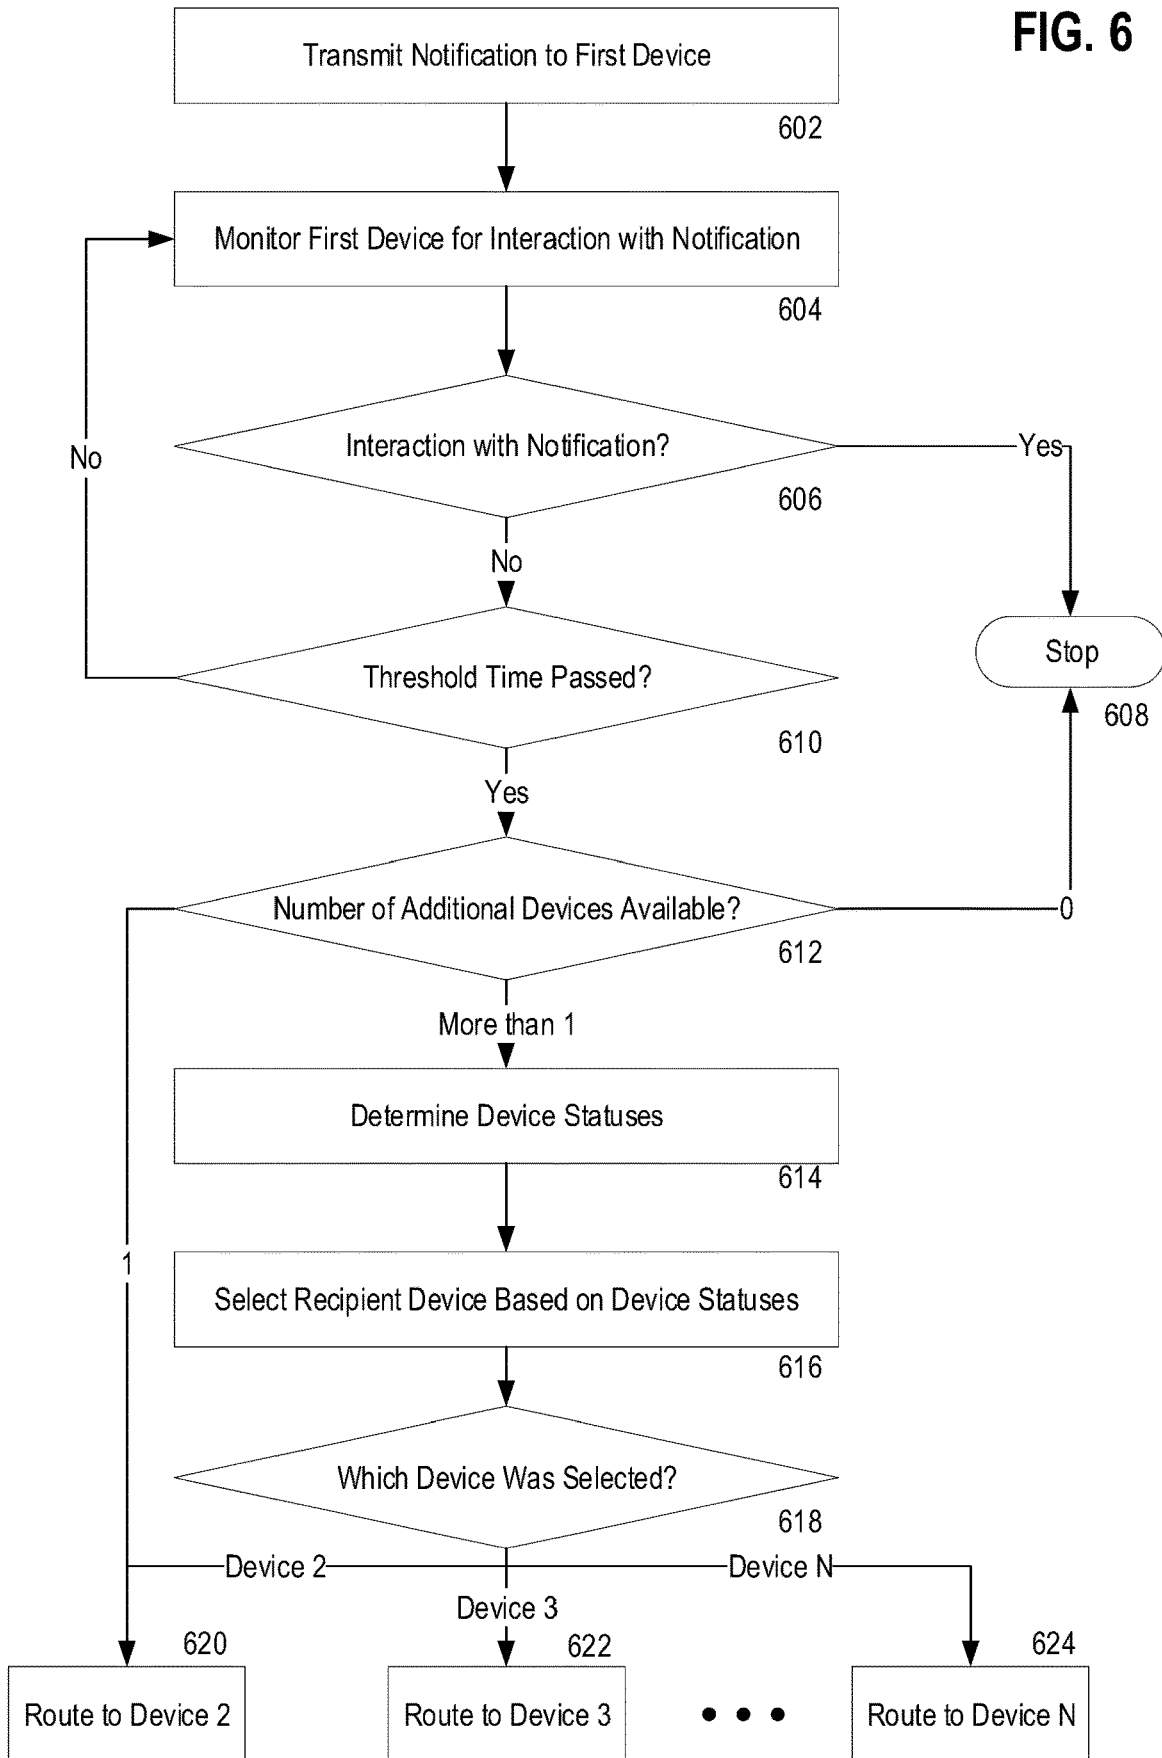 FIG. 6
Transmit Notification to First Device
602
Monitor First Device for Interaction with Notification
604
Interaction with Notification?
606
Yes
No
No
Stop
608
Threshold Time Passed?
610
Yes
Number of Additional Devices Available?
612
0
More than 1
Determine Device Statuses
614
1
Select Recipient Device Based on Device Statuses
616
Which Device Was Selected?
618
Device 2
Device N
Device 3
620
622
624
Route to Device 2
Route to Device 3
• • •
Route to Device N